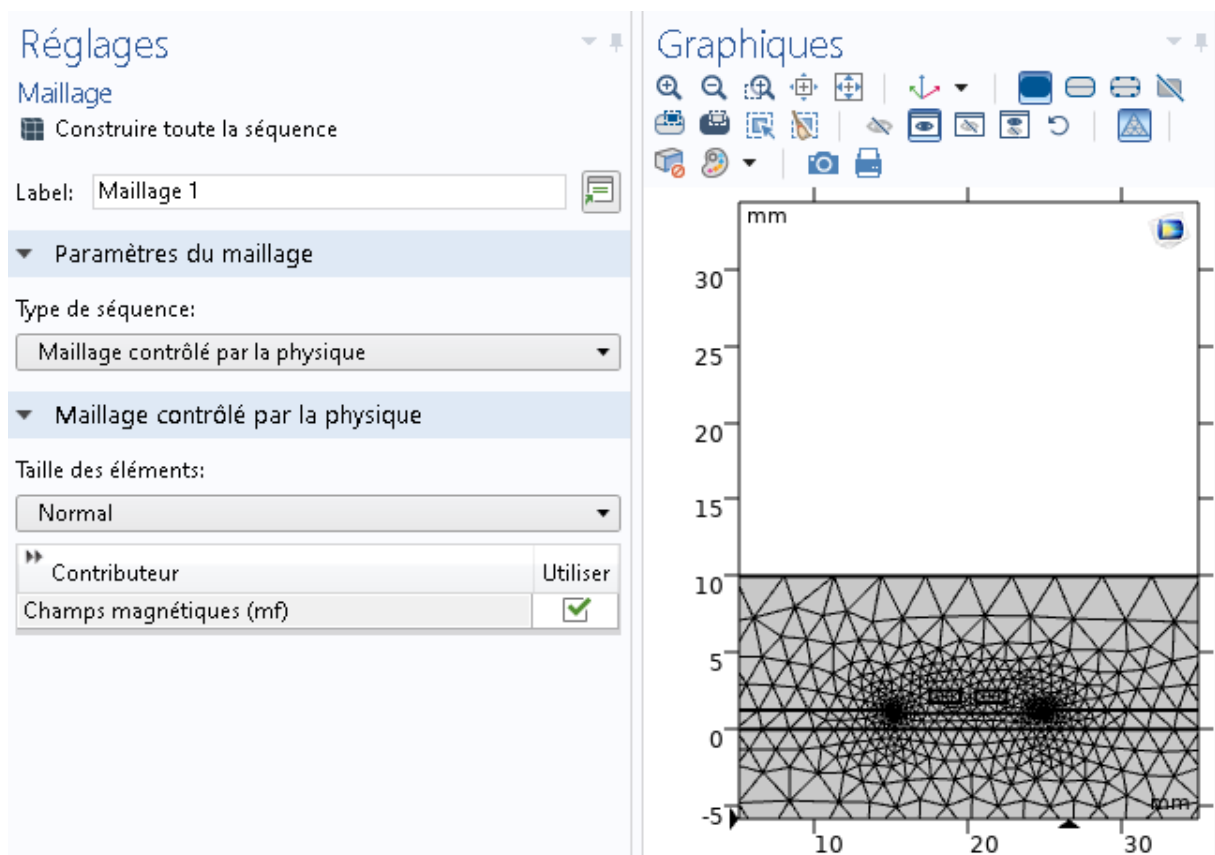 Réglages
Maillage
Construire toute la séquence
Label: Maillage 1
Paramètres du maillage
Type de séquence:
Maillage contrôlé par la physique
Maillage contrôlé par la physique
Taille des éléments:
Normal
Contributeur Utiliser
Champs magnétiques (mf)
Graphiques
mm
30
25
20
15
10
5
0
-5
mm
10 20 30